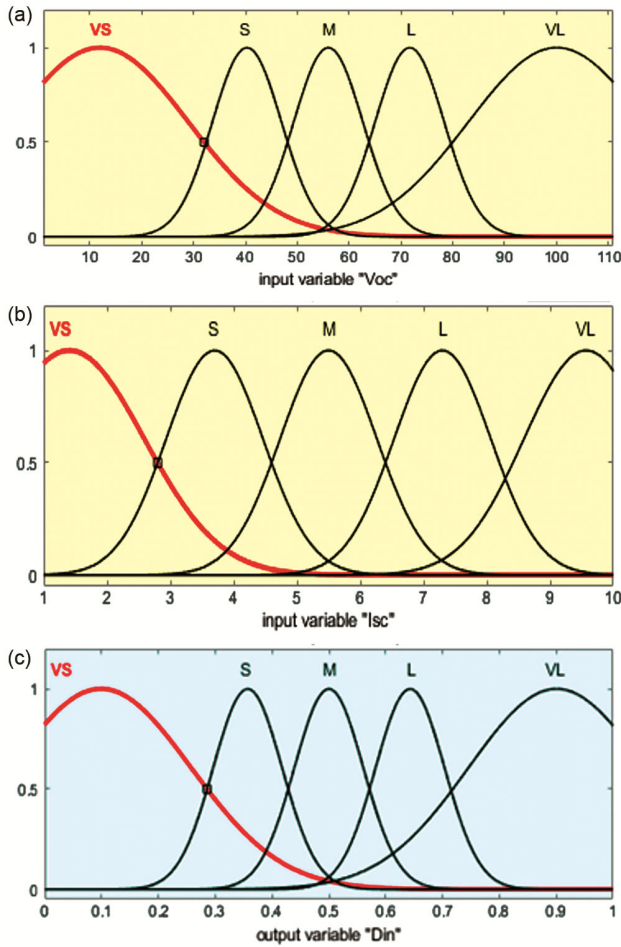 (a)
VS S M L VL
1
0.5
0
10 20 30 40 50 60 70 80 90 100 110
input variable "Voc"
(b)
VS S M L VL
1
0.5
0
1 2 3 4 5 6 7 8 9 10
input variable "Isc"
(c)
VS S M L VL
1
0.5
0
0 0.1 0.2 0.3 0.4 0.5 0.6 0.7 0.8 0.9 1
output variable "Din"